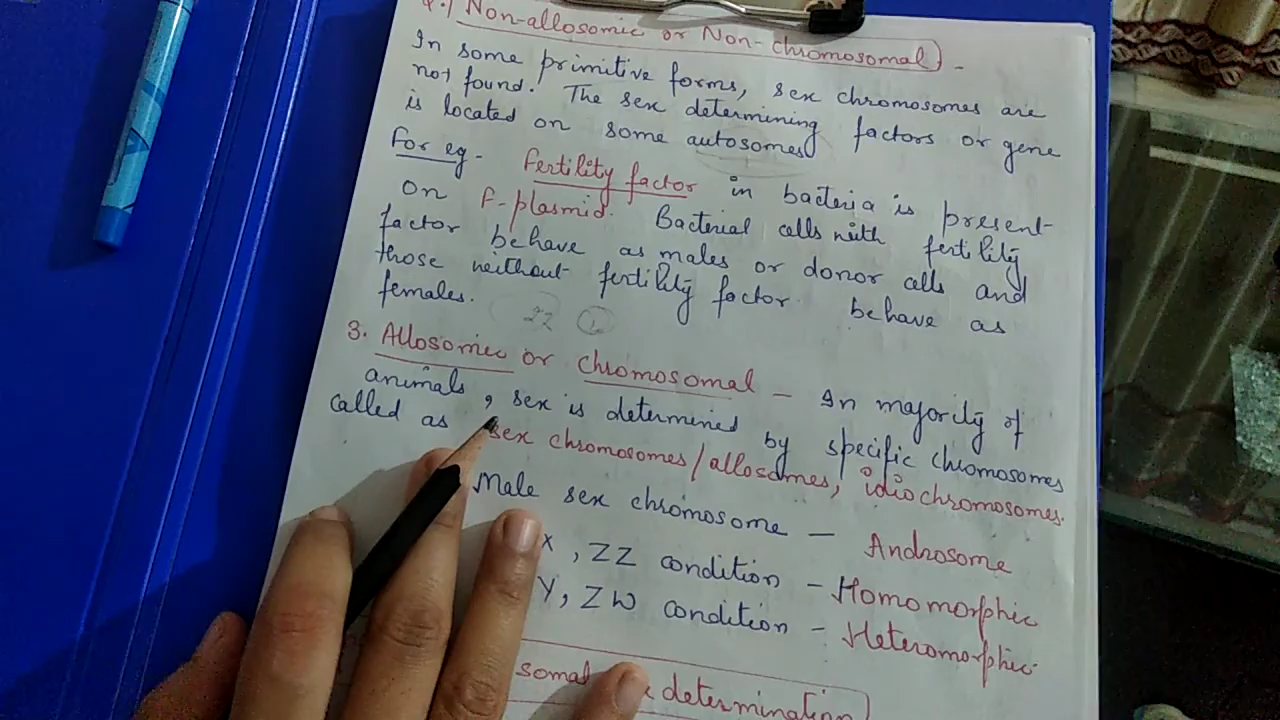 2.) Non-allosomic or Non-chromosomal) -
In some primitive forms, sex chromosomes are
not found. The sex determining factors or gene
is located on some autosomes
For eg - Fertility factor in bacteria is present
on F-plasmid. Bacterial cells with fertility
factor behave as males or donor cells and
those without fertility factor behave as
females.
22
3. Allosomic or Chromosomal - In majority of
animals, sex is determined by specific chromosomes
called as sex chromosomes/allosomes, idiochromosomes.
Male sex chromosome - Androsome
X, ZZ condition - Homomorphic
Y, ZW condition - Heteromorphic
somal determination